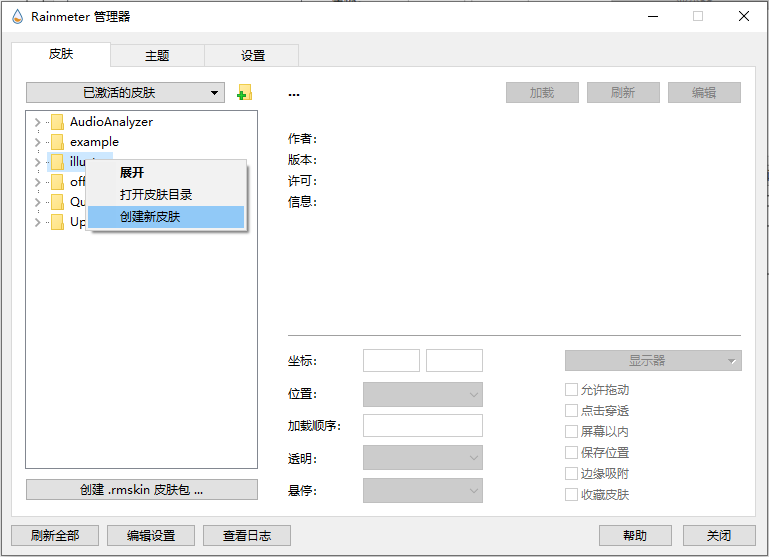 Rainmeter 管理器
皮肤
主题
设置
已激活的皮肤
...
加载
刷新
编辑
AudioAnalyzer
example
展开
打开皮肤目录
创建新皮肤
作者:
版本:
许可:
信息:
坐标:
显示器
位置:
允许拖动
点击穿透
加载顺序:
屏幕以内
保存位置
透明:
边缘吸附
悬停:
收藏皮肤
创建 .rmskin 皮肤包 ...
刷新全部
编辑设置
查看日志
帮助
关闭